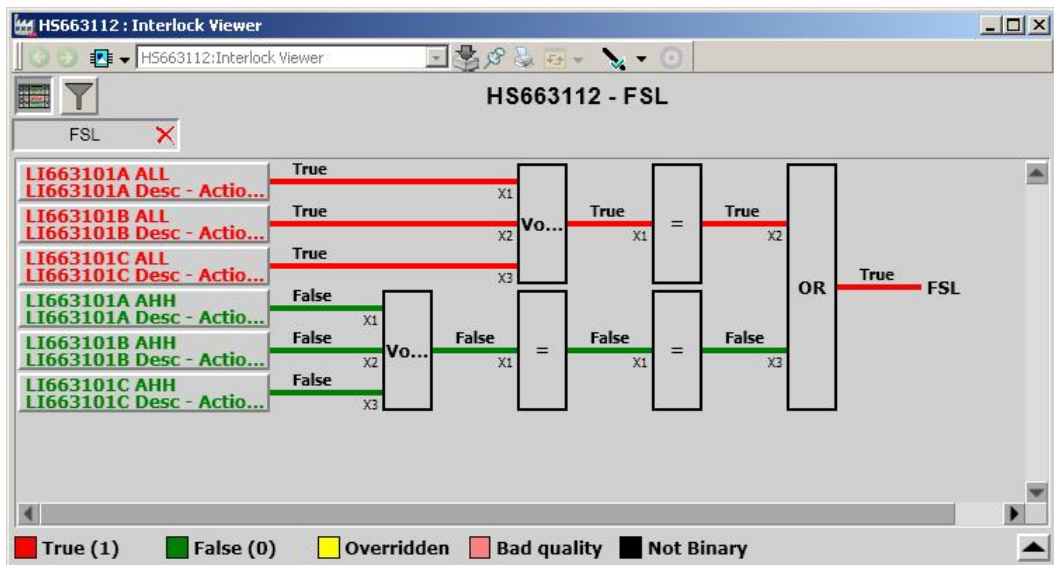 HS663112 : Interlock Viewer
HS663112:Interlock Viewer
HS663112 - FSL
FSL
LI663101A ALL
LI663101A Desc - Actio...
True
X1
LI663101B ALL
LI663101B Desc - Actio...
True
X2
LI663101C ALL
LI663101C Desc - Actio...
True
X3
Vo...
True
X1
=
True
X2
LI663101A AHH
LI663101A Desc - Actio...
False
X1
LI663101B AHH
LI663101B Desc - Actio...
False
X2
LI663101C AHH
LI663101C Desc - Actio...
False
X3
Vo...
False
X1
=
False
X1
=
False
X3
OR
True
FSL
True (1)
False (0)
Overridden
Bad quality
Not Binary